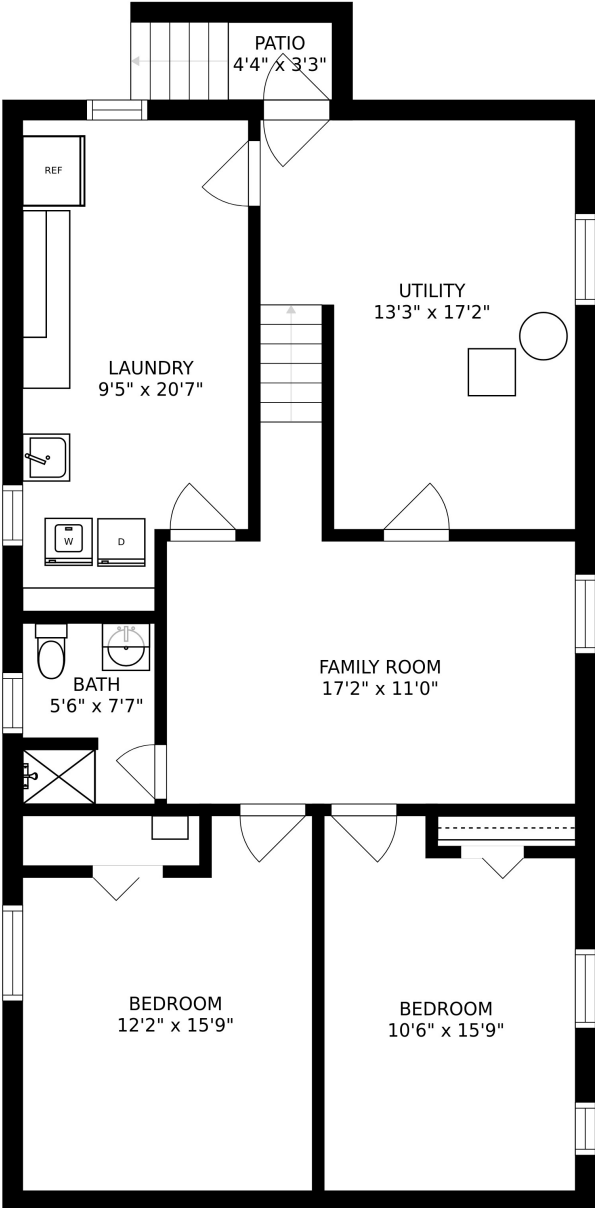 PATIO
4'4" x 3'3"
REF
UTILITY
13'3" x 17'2"
LAUNDRY
9'5" x 20'7"
W
D
FAMILY ROOM
17'2" x 11'0"
BATH
5'6" x 7'7"
BEDROOM
12'2" x 15'9"
BEDROOM
10'6" x 15'9"